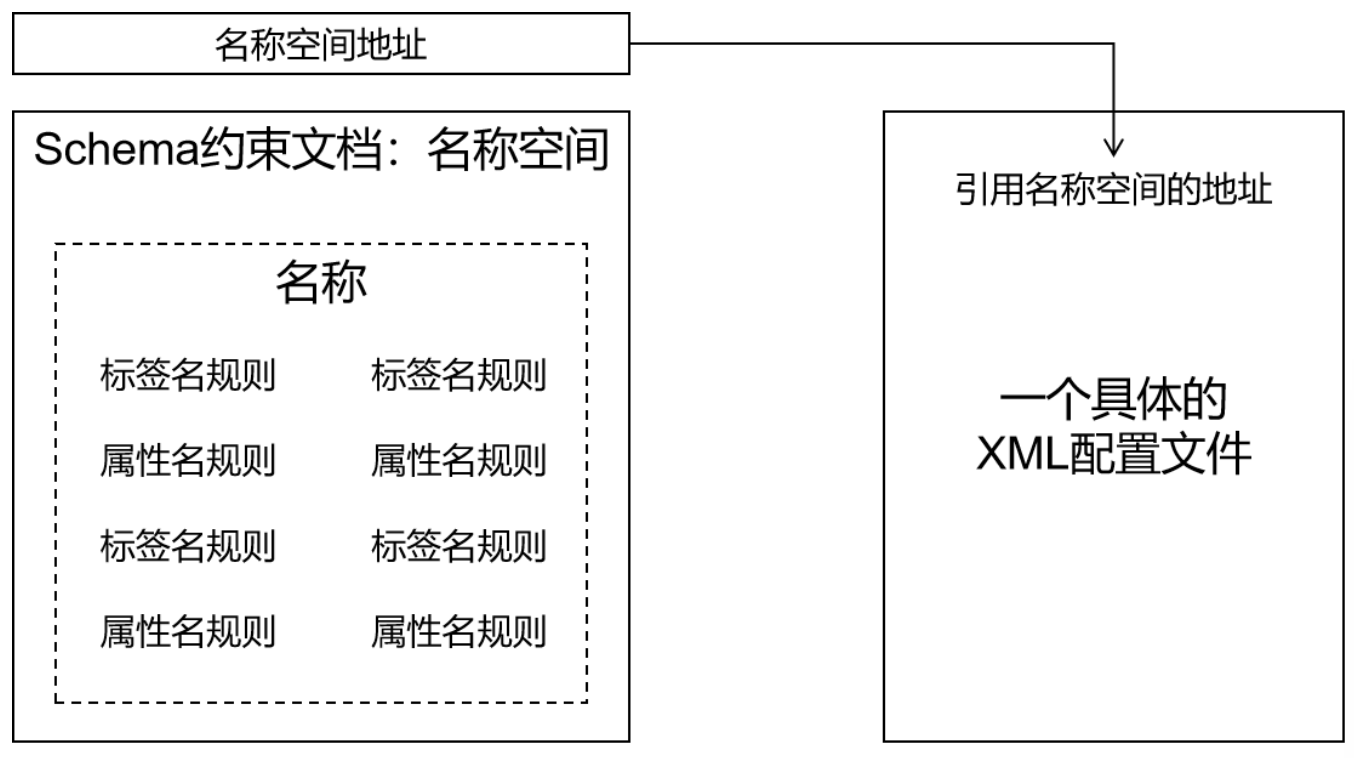 名称空间地址
Schema约束文档：名称空间
名称
标签名规则 标签名规则
属性名规则 属性名规则
标签名规则 标签名规则
属性名规则 属性名规则
引用名称空间的地址
一个具体的
XML配置文件